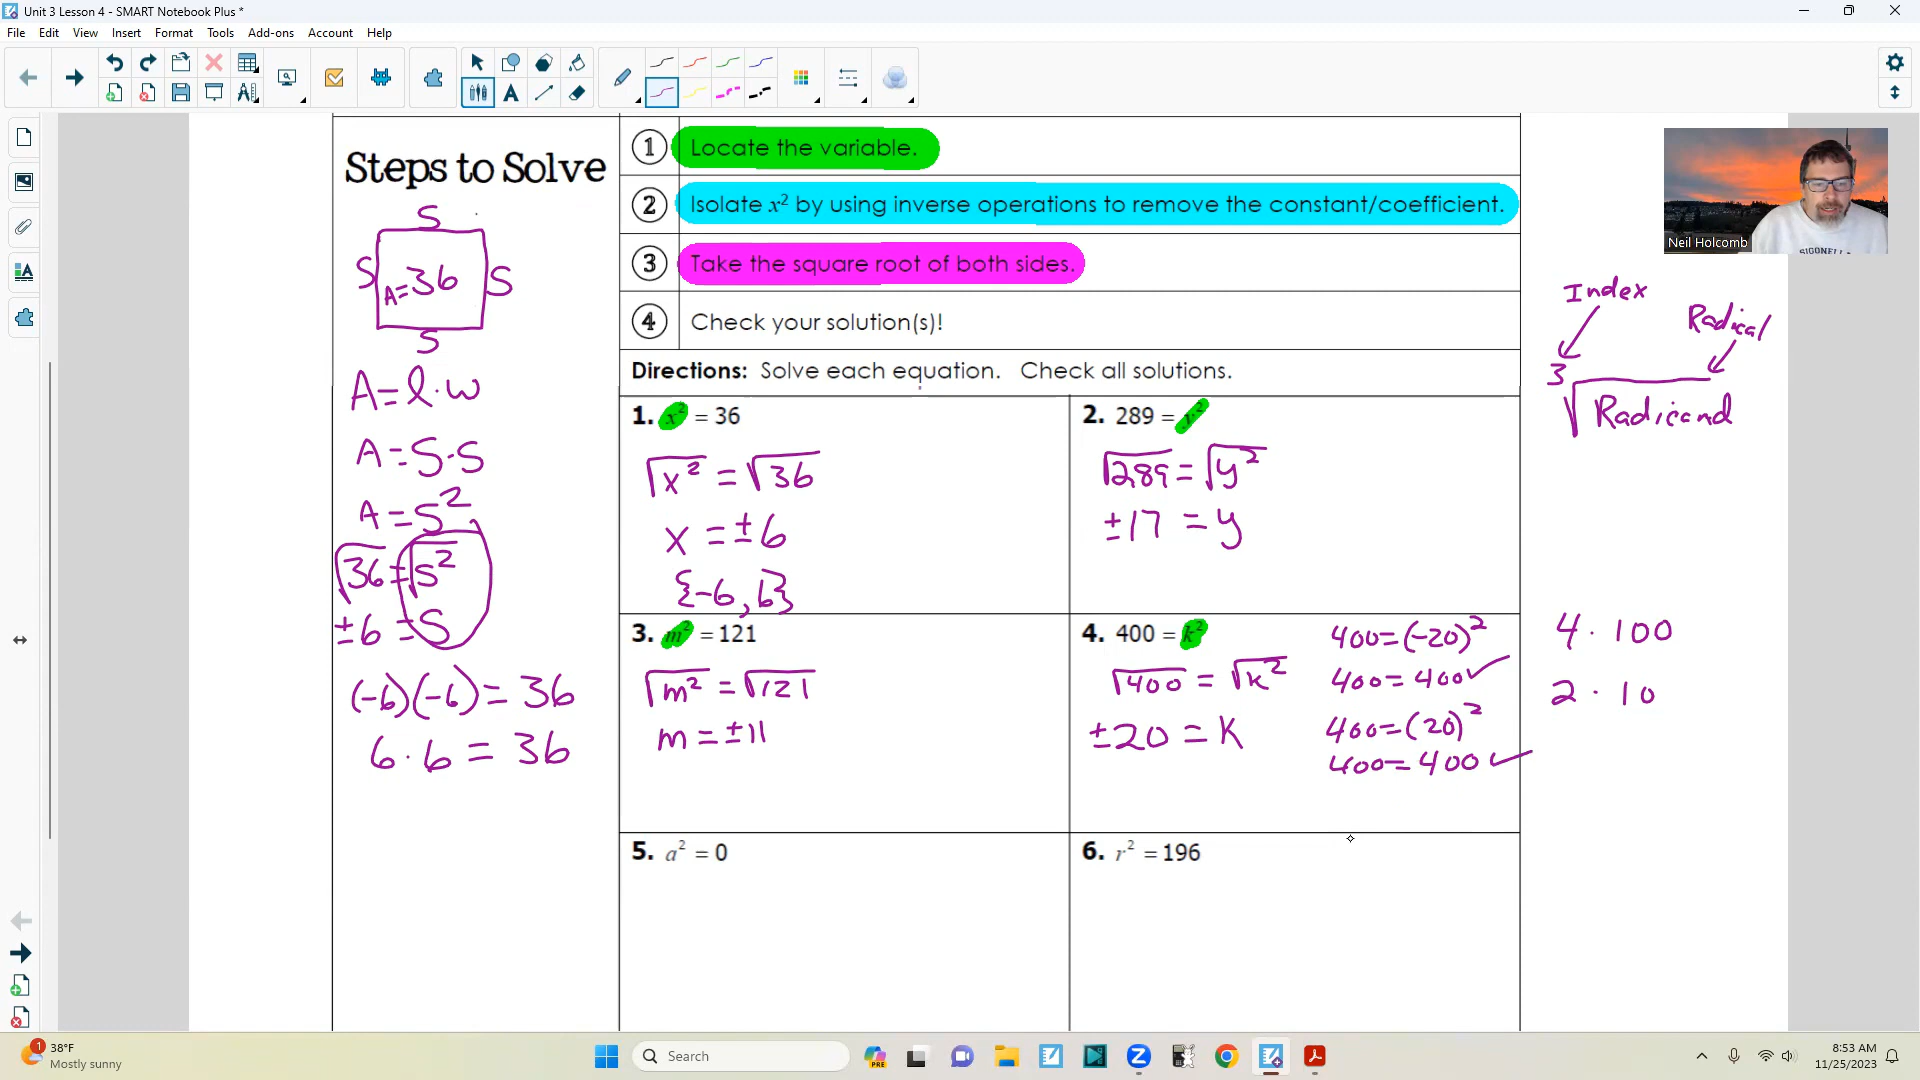 Unit 3 Lesson 4 - SMART Notebook Plus *
File Edit View Insert Format Tools Add-ons Account Help
Steps to Solve
1 Locate the variable.
2 Isolate x² by using inverse operations to remove the constant/coefficient.
3 Take the square root of both sides.
4 Check your solution(s)!
Directions: Solve each equation. Check all solutions.
S
S A=36 S
S
A=l·w
A=S·S
A=S²
√36=√S²
±6=S
(-6)(-6)=36
6·6=36
1. x² = 36
√x² = √36
x = ±6
{-6, 6}
2. 289 = y²
√289 = √y²
±17 = y
3. m² = 121
√m² = √121
m = ±11
4. 400 = k²
√400 = √k²
±20 = k
400=(-20)²
400=400✓
400=(20)²
400=400✓
5. a² = 0
6. r² = 196
Neil Holcomb
Index
Radical
3
√Radicand
4 · 100
2 · 10
1
38°F
Mostly sunny
Search
PRE
8:53 AM
11/25/2023